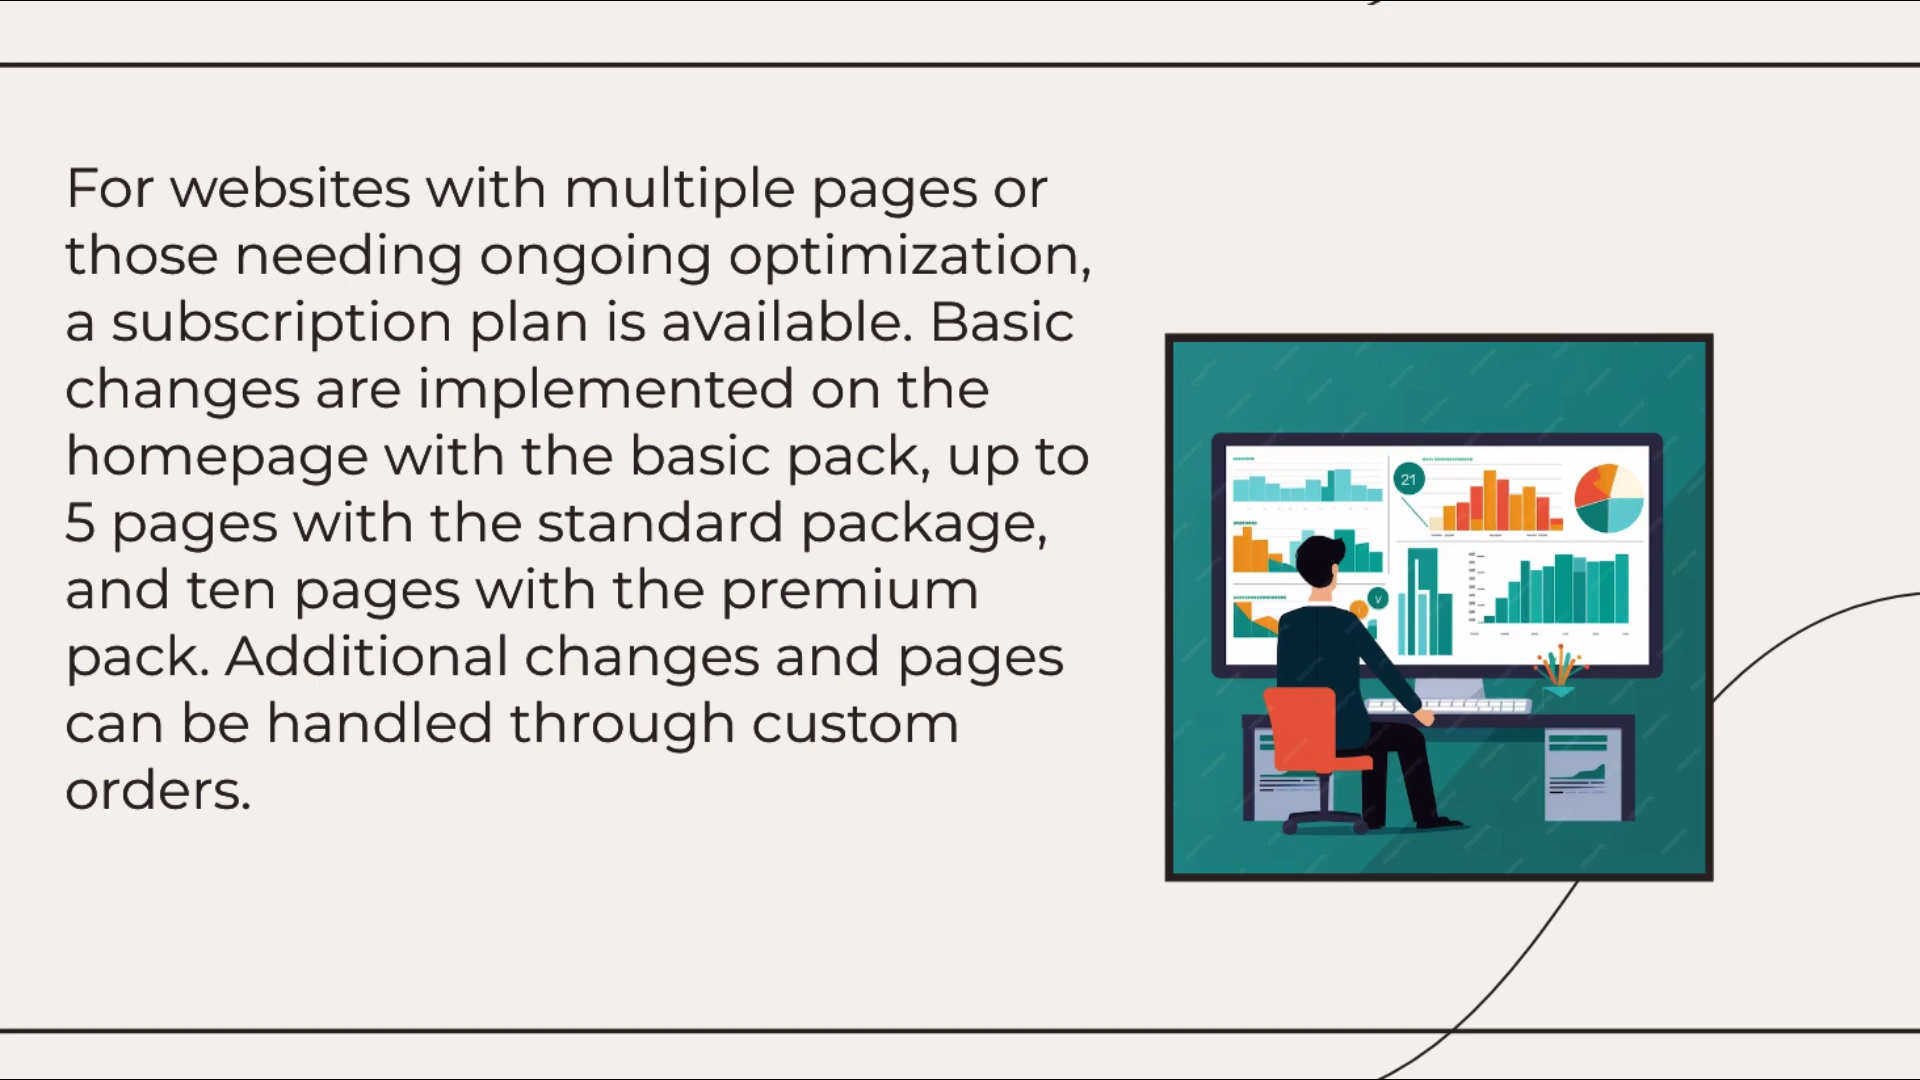 For websites with multiple pages or
those needing ongoing optimization,
a subscription plan is available. Basic
changes are implemented on the
homepage with the basic pack, up to
5 pages with the standard package,
and ten pages with the premium
pack. Additional changes and pages
can be handled through custom
orders.
21
V